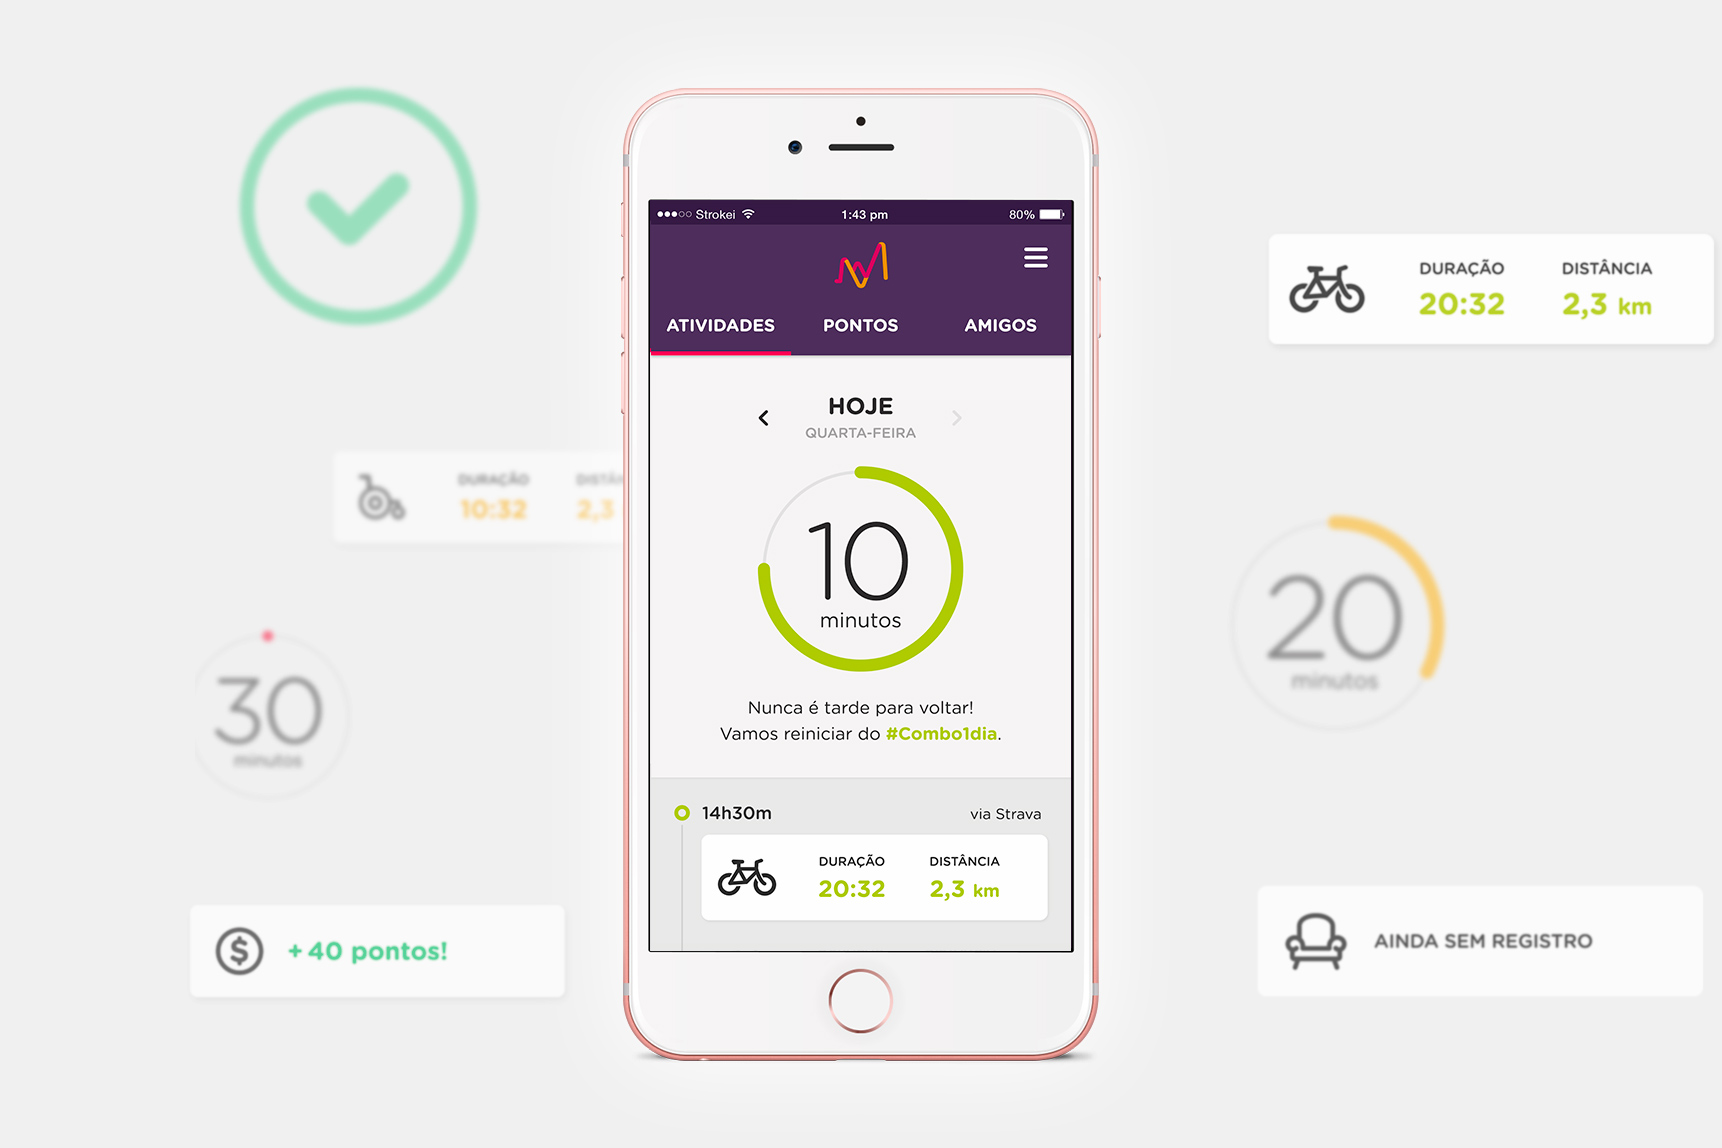 Strokei
1:43 pm
80%
ATIVIDADES
PONTOS
AMIGOS
HOJE
QUARTA-FEIRA
10
minutos
Nunca é tarde para voltar!
Vamos reiniciar do #Combo1dia.
14h30m
via Strava
DURAÇÃO
DISTÂNCIA
20:32
2,3 km
DURAÇÃO
DISTÂN
10:32
2,3
30
minutos
$
+ 40 pontos!
DURAÇÃO
DISTÂNCIA
20:32
2,3 km
20
minutos
AINDA SEM REGISTRO